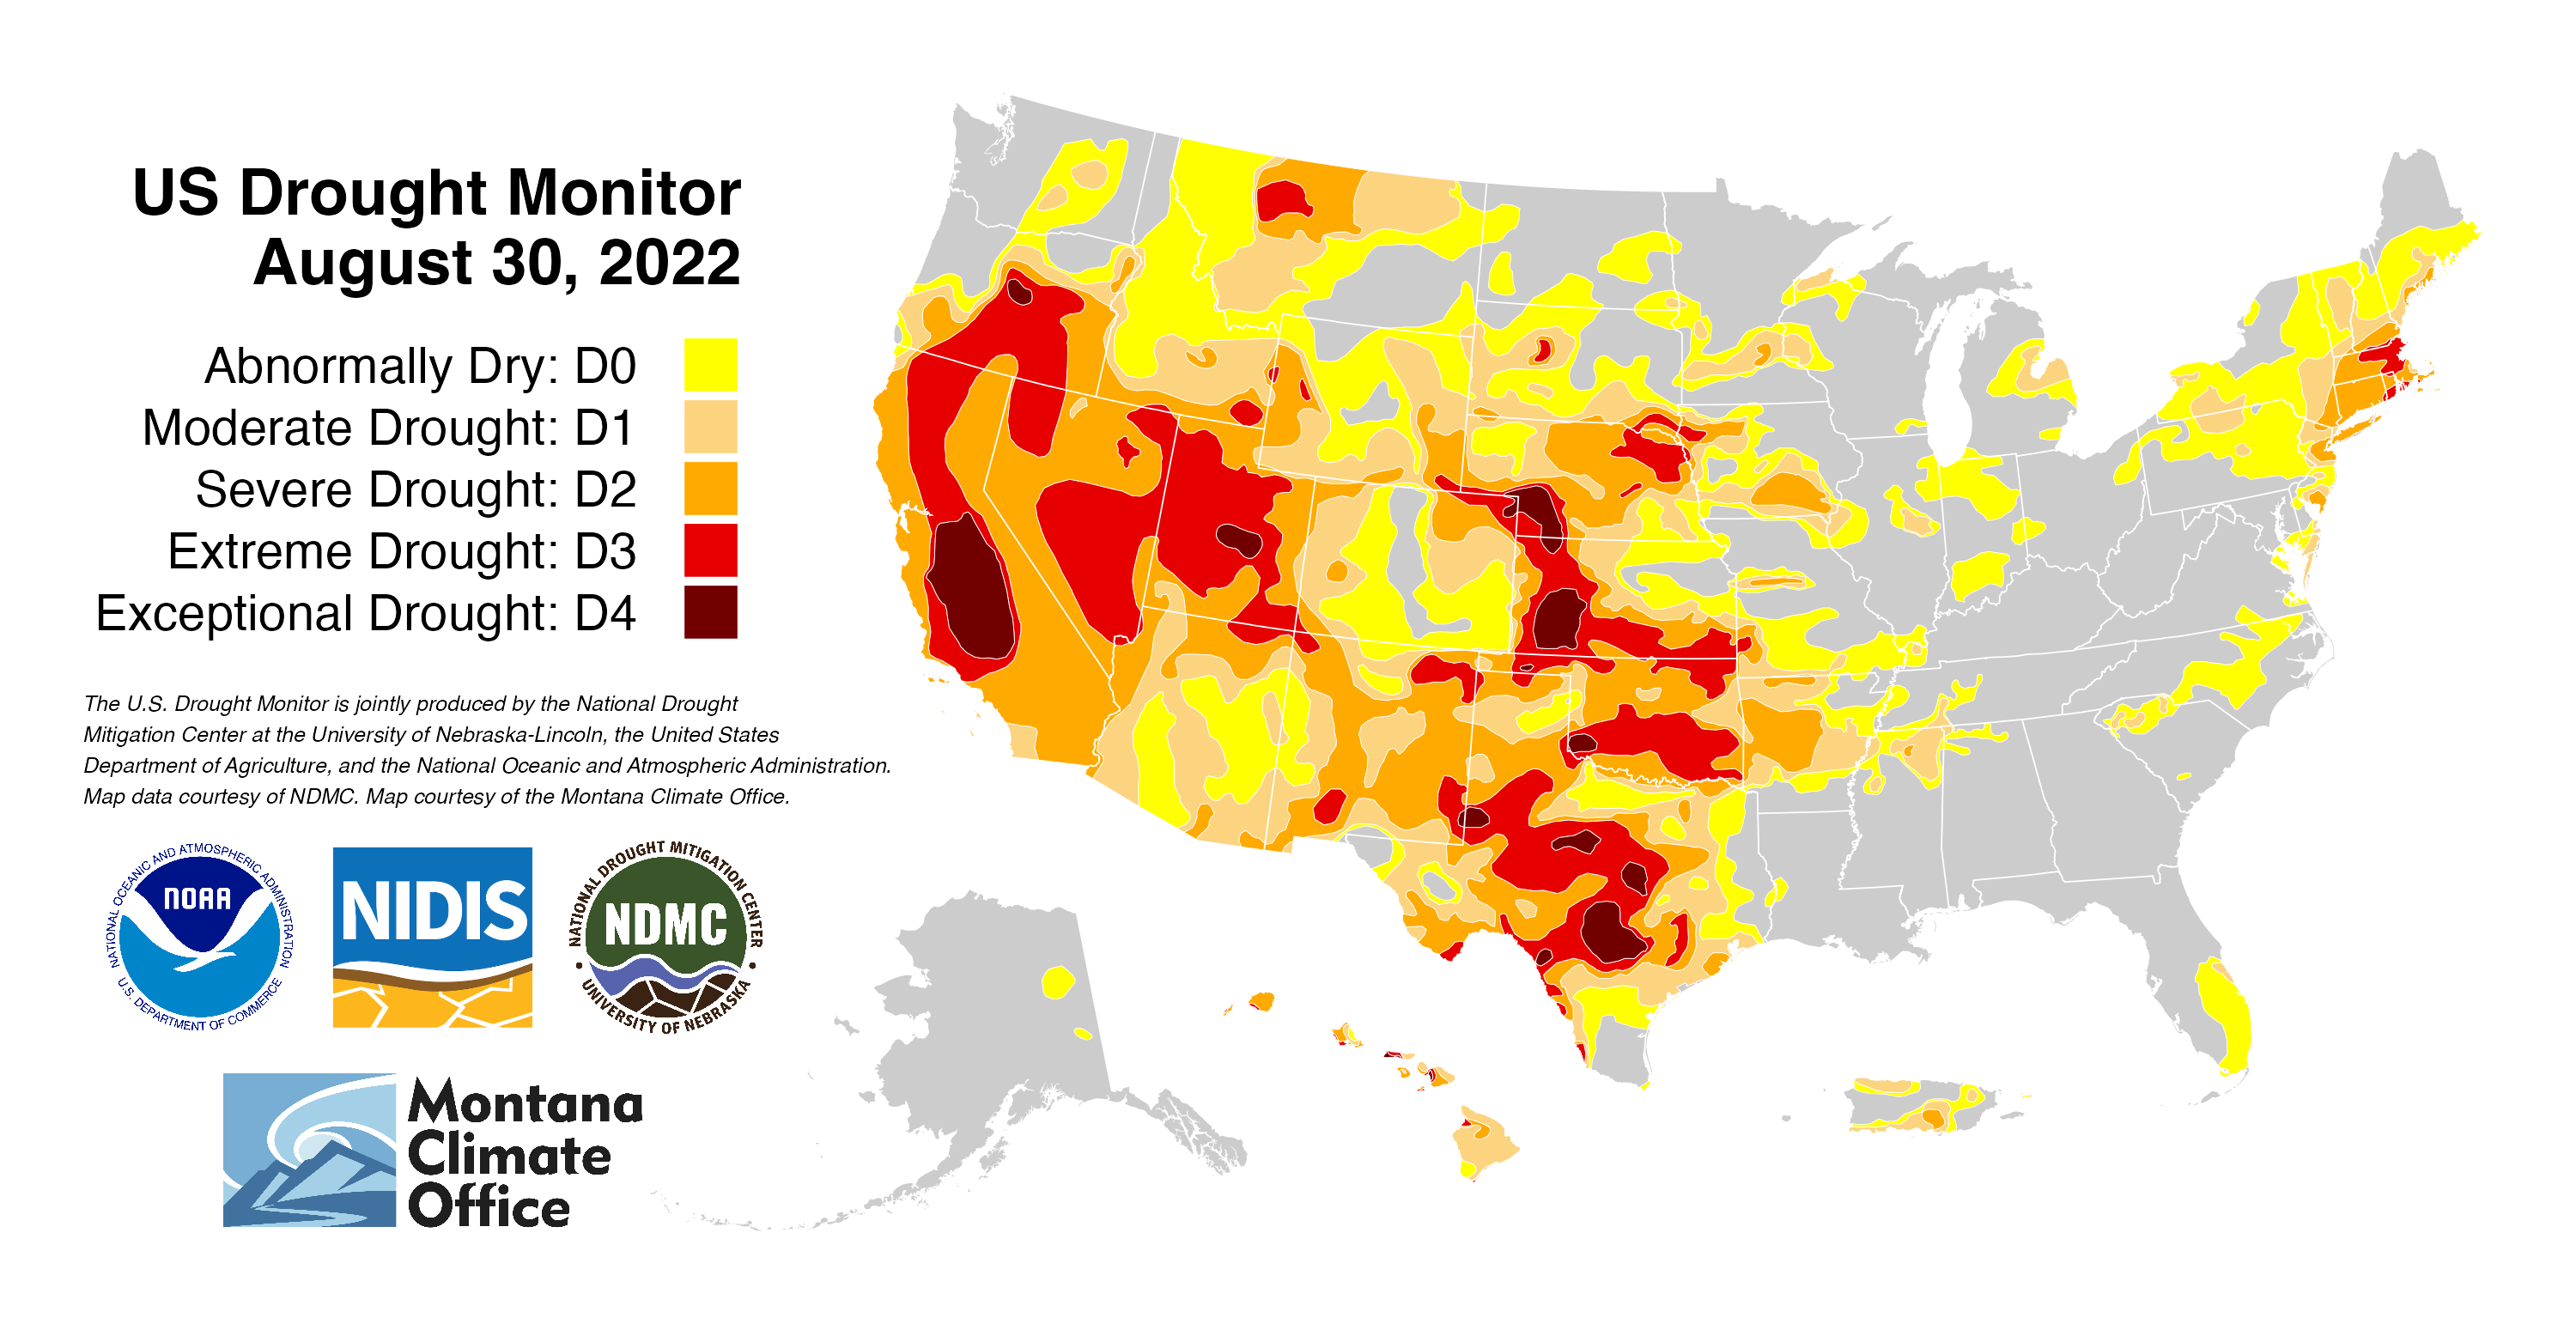 US Drought Monitor
August 30, 2022
Abnormally Dry: D0
Moderate Drought: D1
Severe Drought: D2
Extreme Drought: D3
Exceptional Drought: D4
The U.S. Drought Monitor is jointly produced by the National Drought
Mitigation Center at the University of Nebraska-Lincoln, the United States
Department of Agriculture, and the National Oceanic and Atmospheric Administration.
Map data courtesy of NDMC. Map courtesy of the Montana Climate Office.
NATIONAL OCEANIC AND ATMOSPHERIC ADMINISTRATION
NOAA
U.S. DEPARTMENT OF COMMERCE
NIDIS
NATIONAL DROUGHT MITIGATION CENTER
NDMC
UNIVERSITY OF NEBRASKA
Montana
Climate
Office